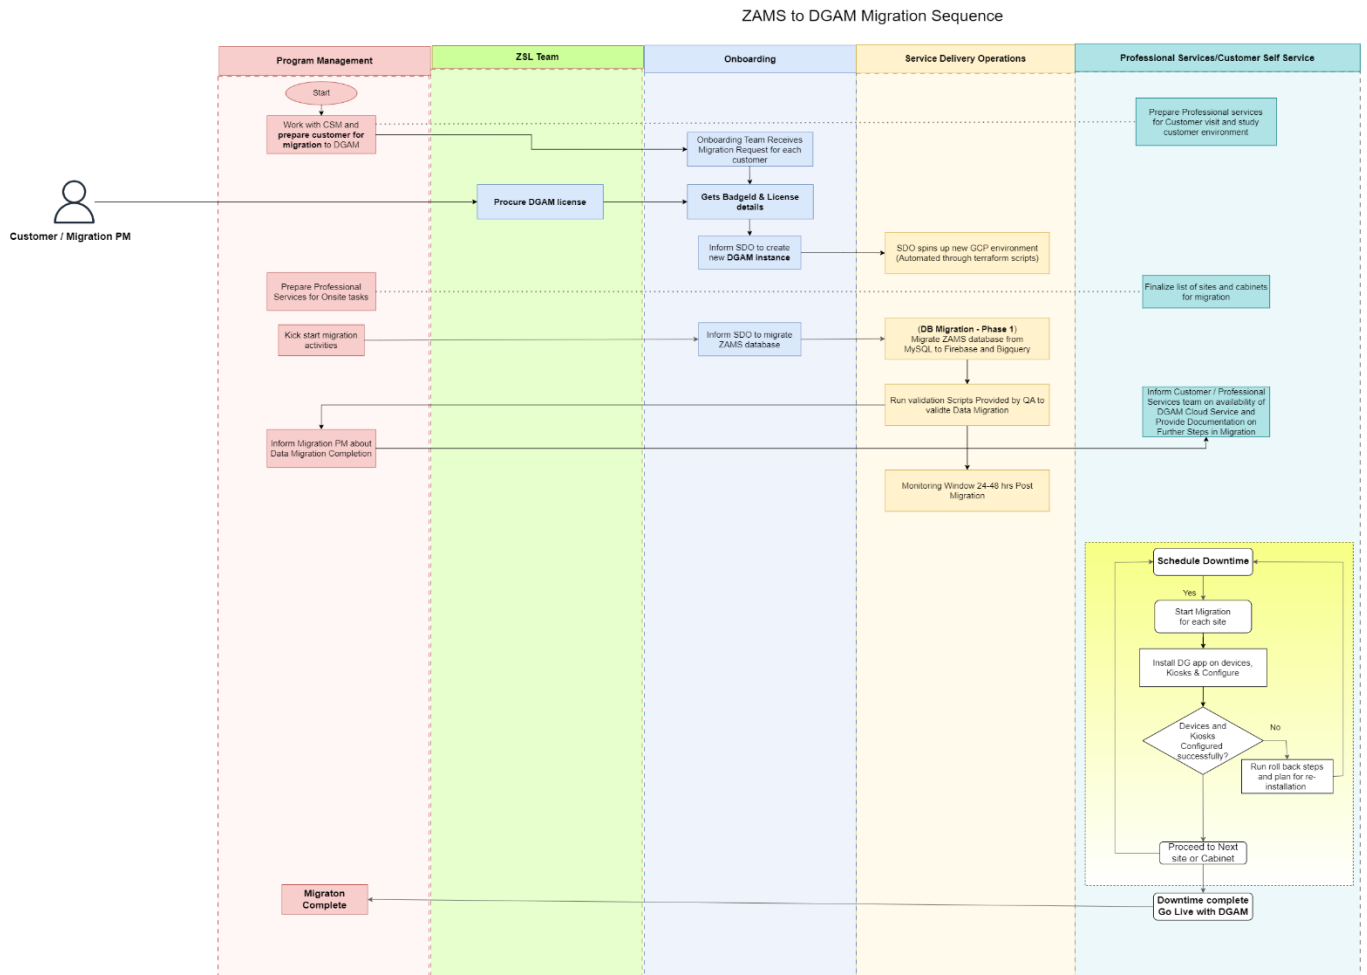 ZAMS to DGAM Migration Sequence
Program Management
ZSL Team
Onboarding
Service Delivery Operations
Professional Services/Customer Self Service
Start
Work with CSM and
prepare customer for
migration to DGAM
Prepare Professional services
for Customer visit and study
customer environment
Onboarding Team Receives
Migration Request for each
customer
Customer / Migration PM
Procure DGAM license
Gets BadgeId & License
details
Inform SDO to create
new DGAM instance
SDO spins up new GCP environment
(Automated through terraform scripts)
Prepare Professional
Services for Onsite tasks
Finalize list of sites and cabinets
for migration
Kick start migration
activities
Inform SDO to migrate
ZAMS database
(DB Migration - Phase 1)
Migrate ZAMS database from
MySQL to Firebase and Bigquery
Run validation Scripts Provided by QA to
validte Data Migration
Inform Customer / Professional
Services team on availability of
DGAM Cloud Service and
Provide Documentation on
Further Steps in Migration
Inform Migration PM about
Data Migration Completion
Monitoring Window 24-48 hrs Post
Migration
Schedule Downtime
Yes
Start Migration
for each site
Install DG app on devices,
Kiosks & Configure
Devices and
Kiosks
Configured
successfully?
No
Run roll back steps
and plan for re-
installation
Proceed to Next
site or Cabinet
Migraton
Complete
Downtime complete
Go Live with DGAM